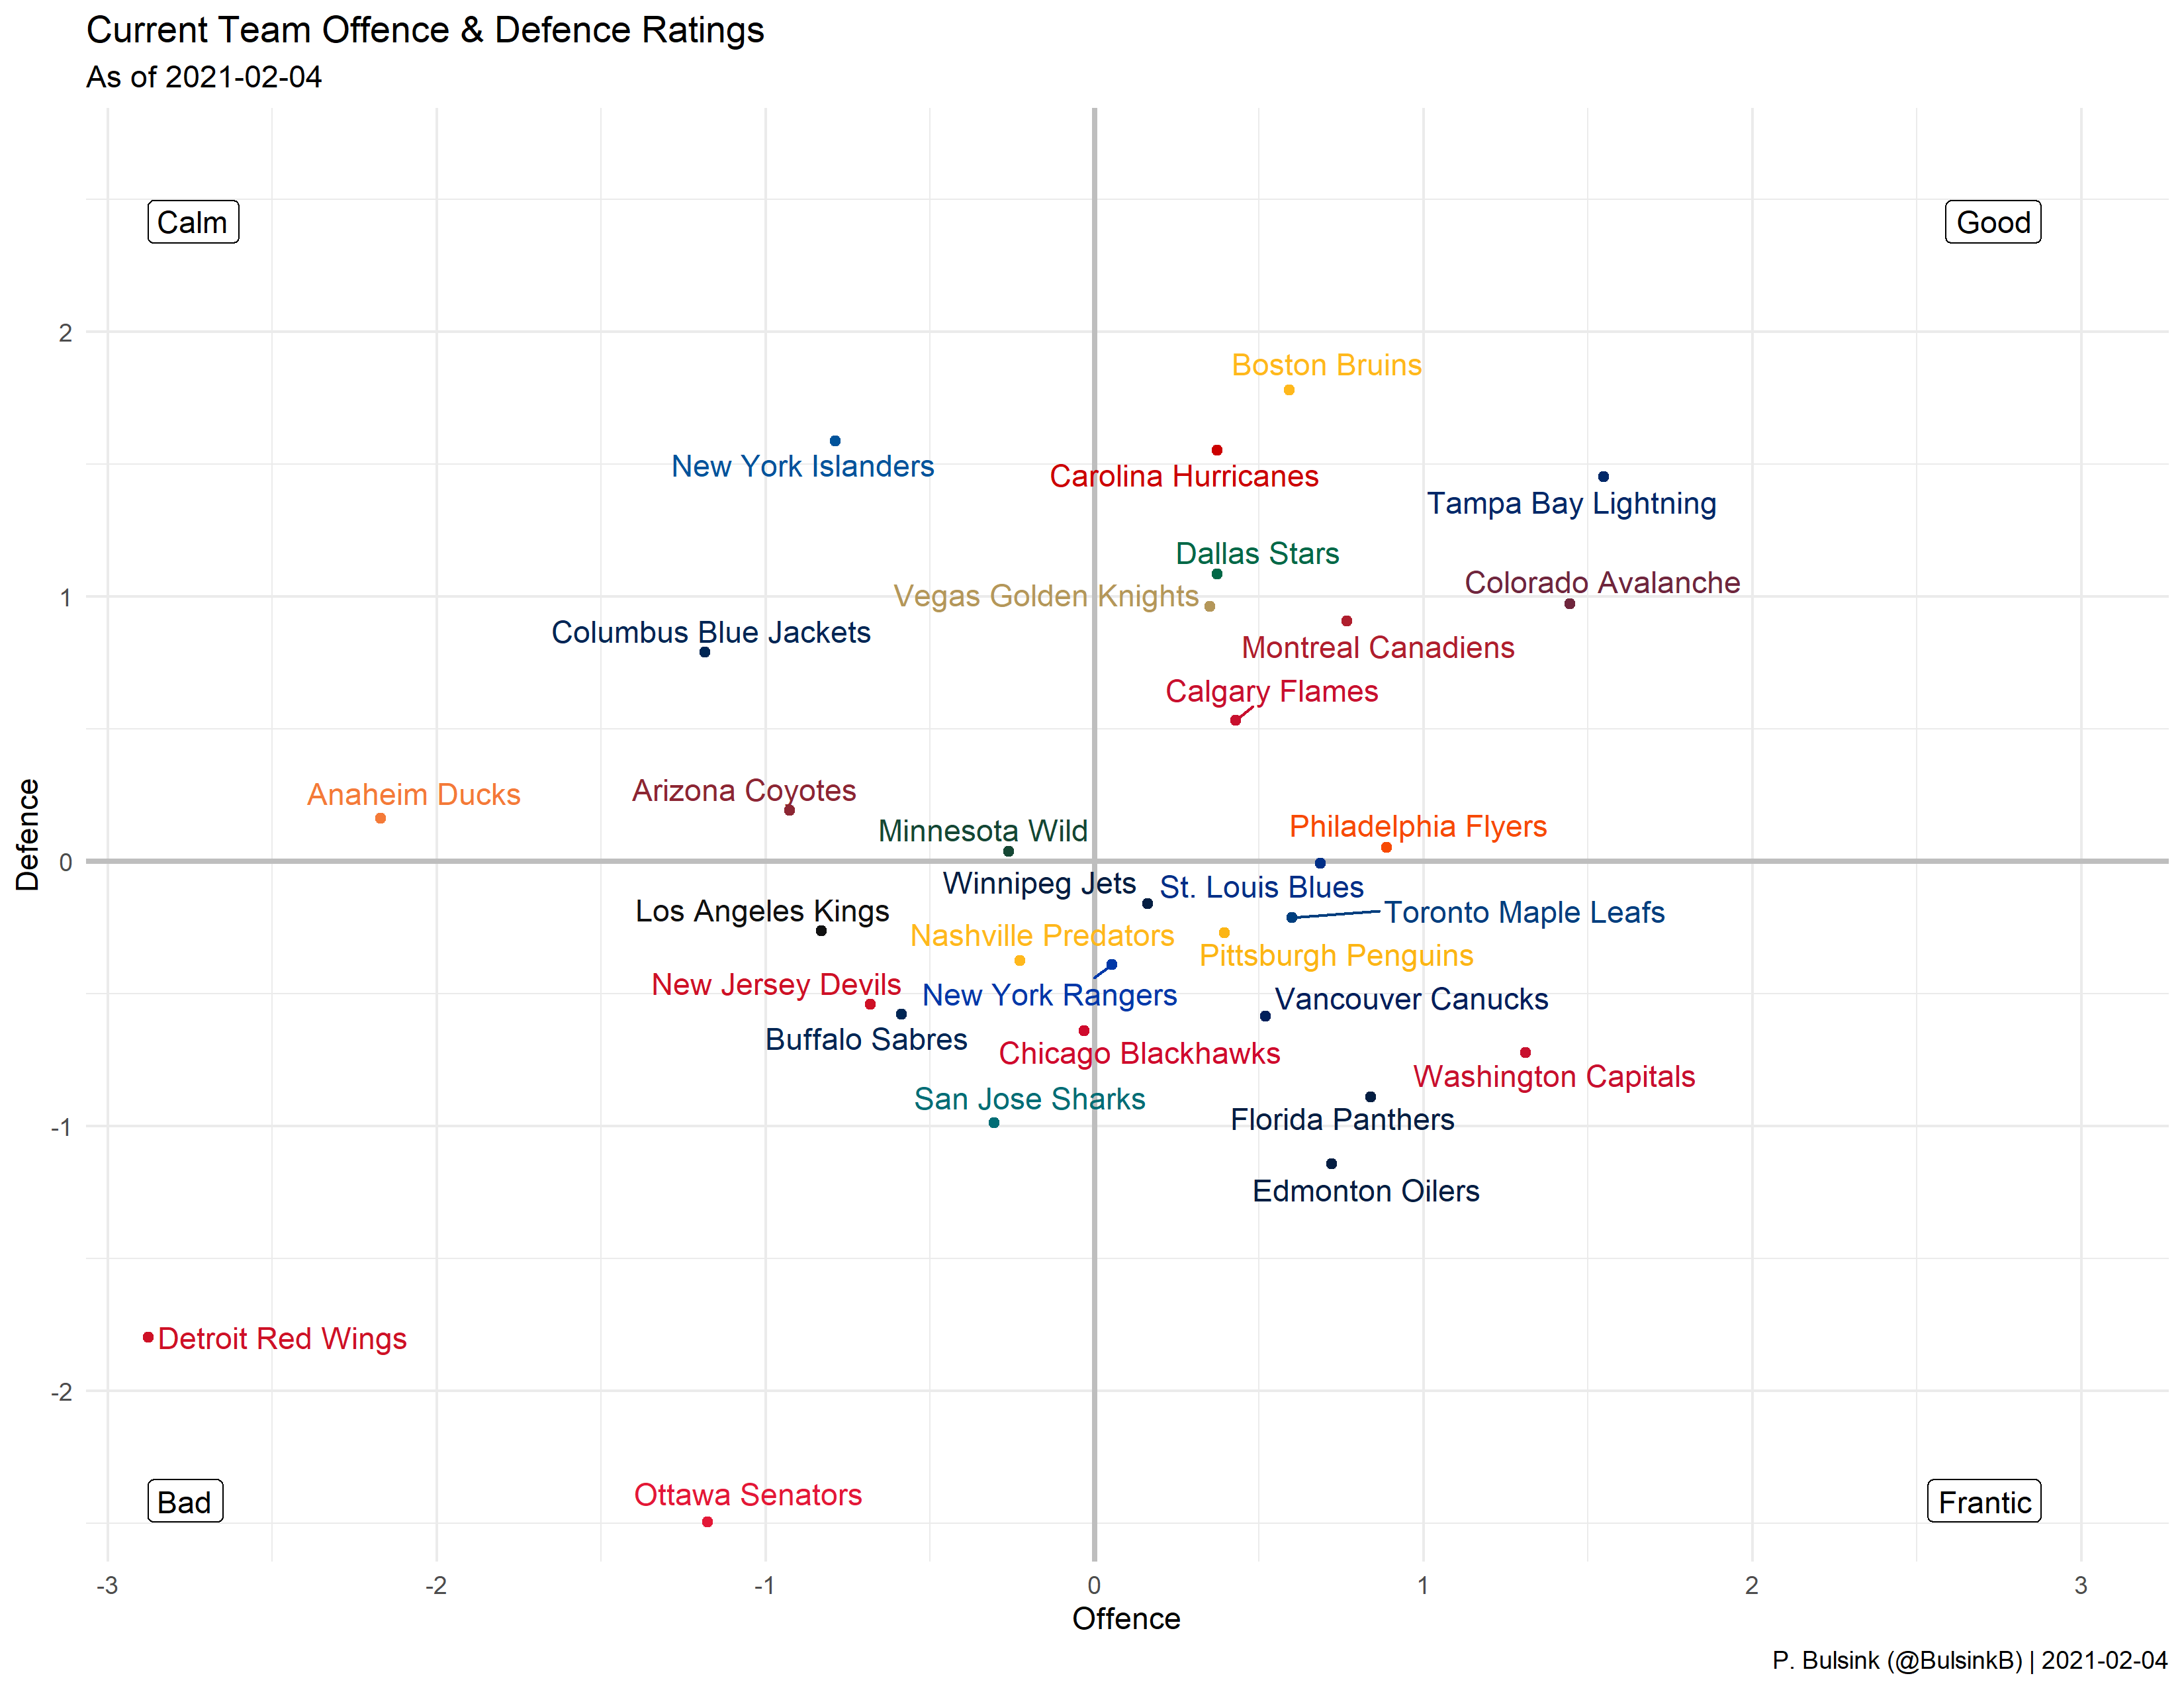 Current Team Offence & Defence Ratings
As of 2021-02-04
Calm
Good
2
Boston Bruins
New York Islanders
Carolina Hurricanes
Tampa Bay Lightning
Dallas Stars
Colorado Avalanche
Vegas Golden Knights
1
Columbus Blue Jackets
Montreal Canadiens
Calgary Flames
Anaheim Ducks
Arizona Coyotes
Minnesota Wild
Philadelphia Flyers
Defence
0
Winnipeg Jets
St. Louis Blues
Los Angeles Kings
Toronto Maple Leafs
Nashville Predators
Pittsburgh Penguins
New Jersey Devils
New York Rangers
Vancouver Canucks
Buffalo Sabres
Chicago Blackhawks
Washington Capitals
San Jose Sharks
Florida Panthers
-1
Edmonton Oilers
Detroit Red Wings
-2
Ottawa Senators
Bad
Frantic
-3 -2 -1 0 1 2 3
Offence
P. Bulsink (@BulsinkB) | 2021-02-04